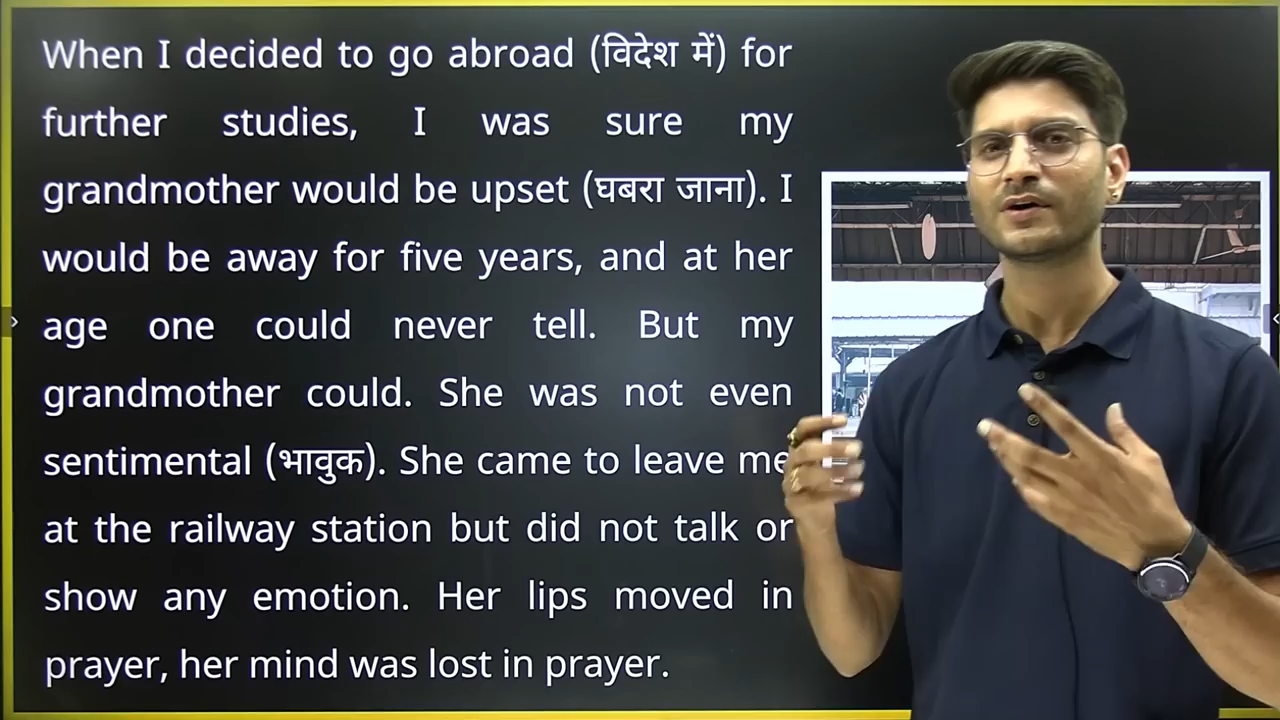 When I decided to go abroad (विदेश में) for
further studies, I was sure my
grandmother would be upset (घबरा जाना). I
would be away for five years, and at her
age one could never tell. But my
grandmother could. She was not even
sentimental (भावुक). She came to leave me
at the railway station but did not talk or
show any emotion. Her lips moved in
prayer, her mind was lost in prayer.